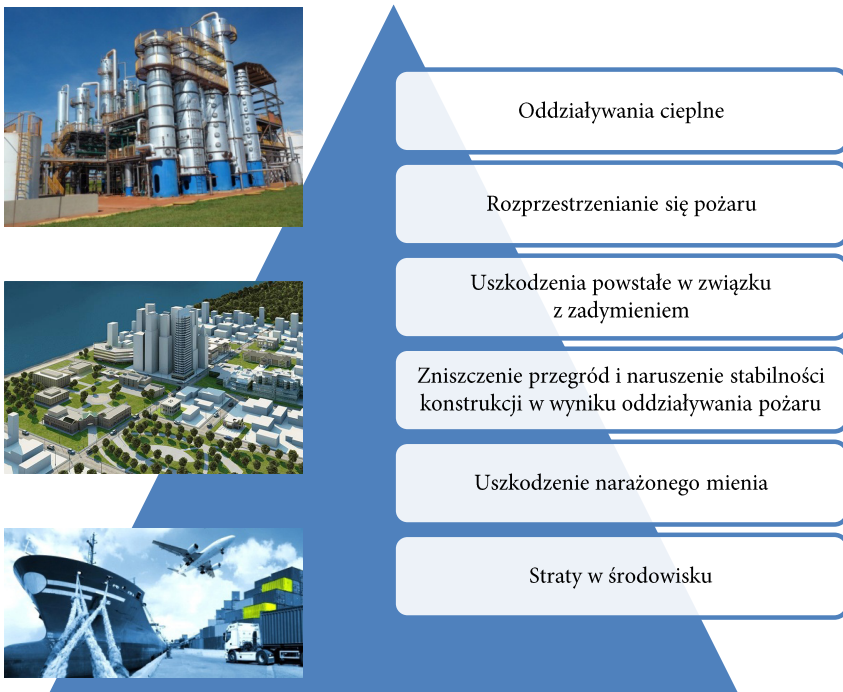 Oddziaływania cieplne
Rozprzestrzenianie się pożaru
Uszkodzenia powstałe w związku
z zadymieniem
Zniszczenie przegród i naruszenie stabilności
konstrukcji w wyniku oddziaływania pożaru
Uszkodzenie narażonego mienia
Straty w środowisku